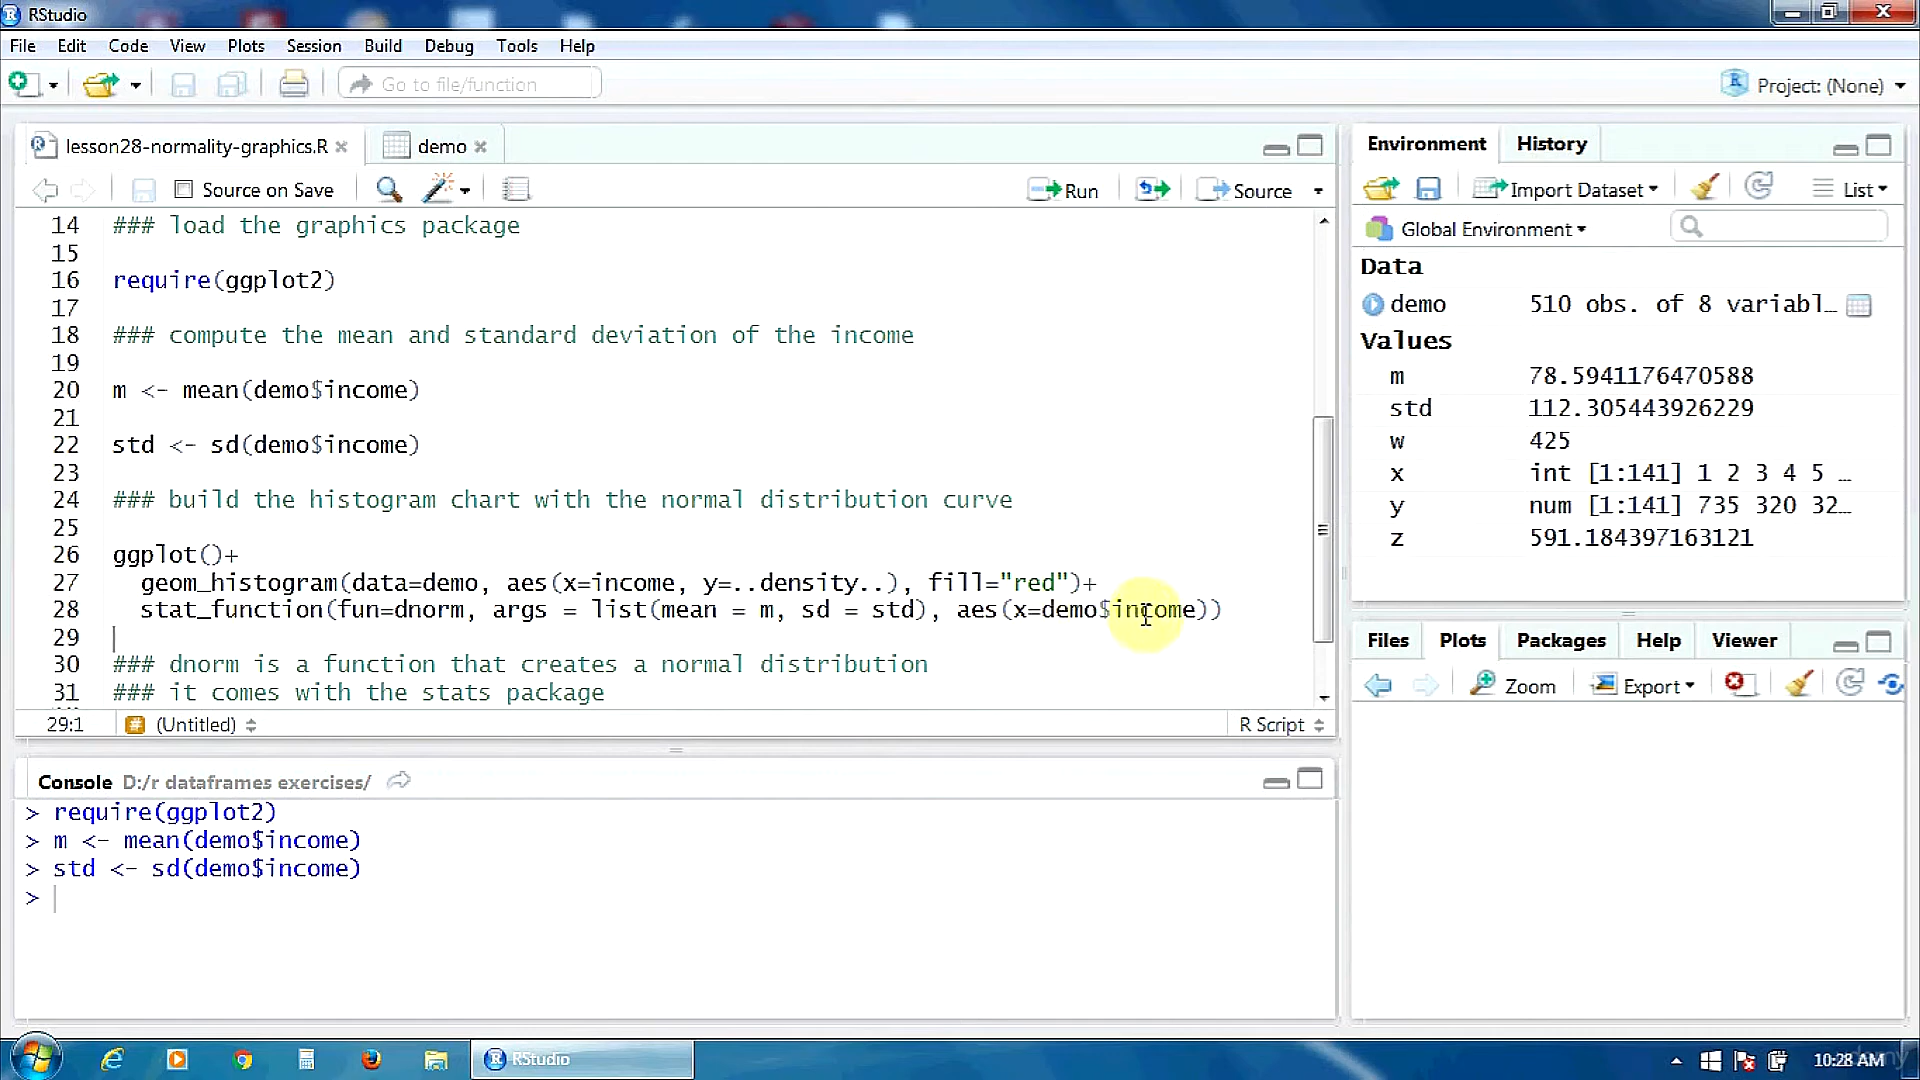 RStudio
File Edit Code View Plots Session Build Debug Tools Help
Go to file/function
Project: (None)
lesson28-normality-graphics.R demo
Source on Save Run Source
14 ### load the graphics package
15
16 require(ggplot2)
17
18 ### compute the mean and standard deviation of the income
19
20 m <- mean(demo$income)
21
22 std <- sd(demo$income)
23
24 ### build the histogram chart with the normal distribution curve
25
26 ggplot()+
27 geom_histogram(data=demo, aes(x=income, y=..density..), fill="red")+
28 stat_function(fun=dnorm, args = list(mean = m, sd = std), aes(x=demo$income))
29
30 ### dnorm is a function that creates a normal distribution
31 ### it comes with the stats package
29:1 (Untitled) R Script
Console D:/r dataframes exercises/
> require(ggplot2)
> m <- mean(demo$income)
> std <- sd(demo$income)
>
Environment History
Import Dataset List
Global Environment
Data
demo 510 obs. of 8 variabl…
Values
m 78.5941176470588
std 112.305443926229
w 425
x int [1:141] 1 2 3 4 5 …
y num [1:141] 735 320 32…
z 591.184397163121
Files Plots Packages Help Viewer
Zoom Export
RStudio
10:28 AM